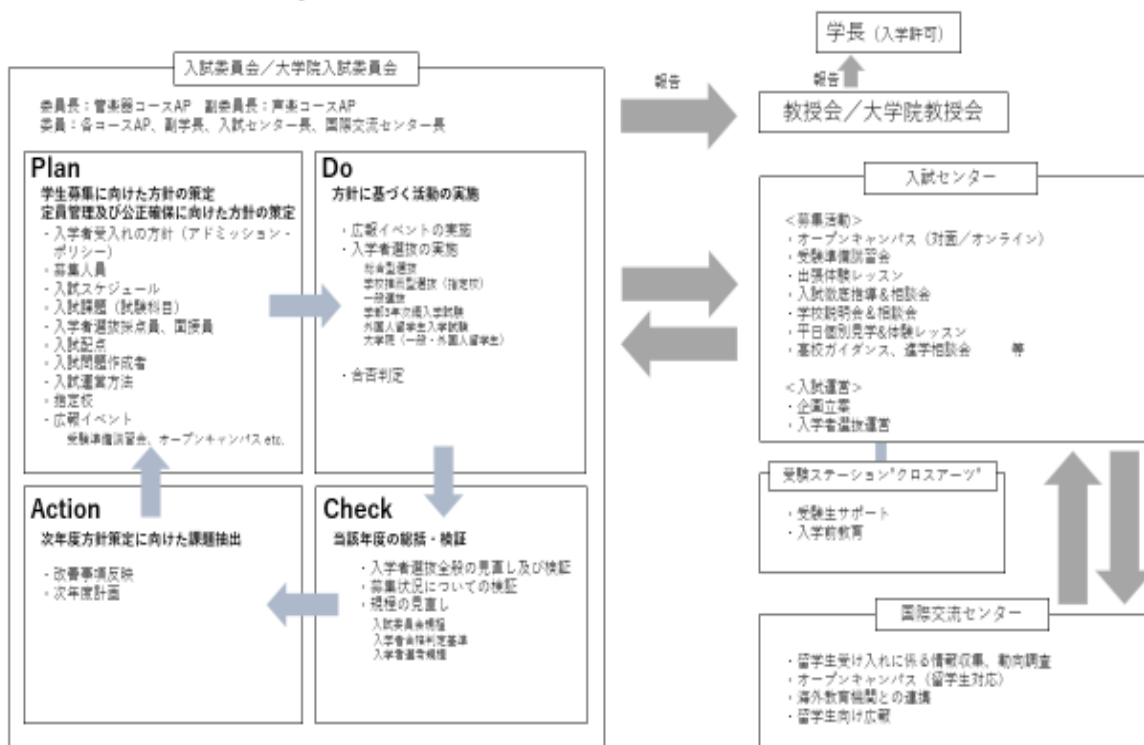 入試委員会／大学院入試委員会
委員長：管楽器コースAP　副委員長：声楽コースAP
委員：各コースAP、副学長、入試センター長、国際交流センター長
Plan
学生募集に向けた方針の策定
定員管理及び公正確保に向けた方針の策定
・入学者受入れの方針（アドミッション・
ポリシー）
・募集人員
・入試スケジュール
・入試課題（試験科目）
・入学者選抜採点員、面接員
・入試配点
・入試問題作成者
・入試運営方法
・指定校
・広報イベント
受験準備講習会、オープンキャンパス etc.
Do
方針に基づく活動の実施
・広報イベントの実施
・入学者選抜の実施
総合型選抜
学校推薦型選抜（指定校）
一般選抜
学部3年次編入学試験
外国人留学生入学試験
大学院（一般・外国人留学生）
・合否判定
Action
次年度方針策定に向けた課題抽出
・改善事項反映
・次年度計画
Check
当該年度の総括・検証
・入学者選抜全般の見直し及び検証
・募集状況についての検証
・規程の見直し
入試委員会規程
入学者合格判定基準
入学者選考規程
報告
学長（入学許可）
報告
教授会／大学院教授会
入試センター
＜募集活動＞
・オープンキャンパス（対面／オンライン）
・受験準備講習会
・出張体験レッスン
・入試徹底指導＆相談会
・学校説明会＆相談会
・平日個別見学&体験レッスン
・高校ガイダンス、進学相談会　　等
＜入試運営＞
・企画立案
・入学者選抜運営
受験ステーション"クロスアーツ"
・受験生サポート
・入学前教育
国際交流センター
・留学生受け入れに係る情報収集、動向調査
・オープンキャンパス（留学生対応）
・海外教育機関との連携
・留学生向け広報